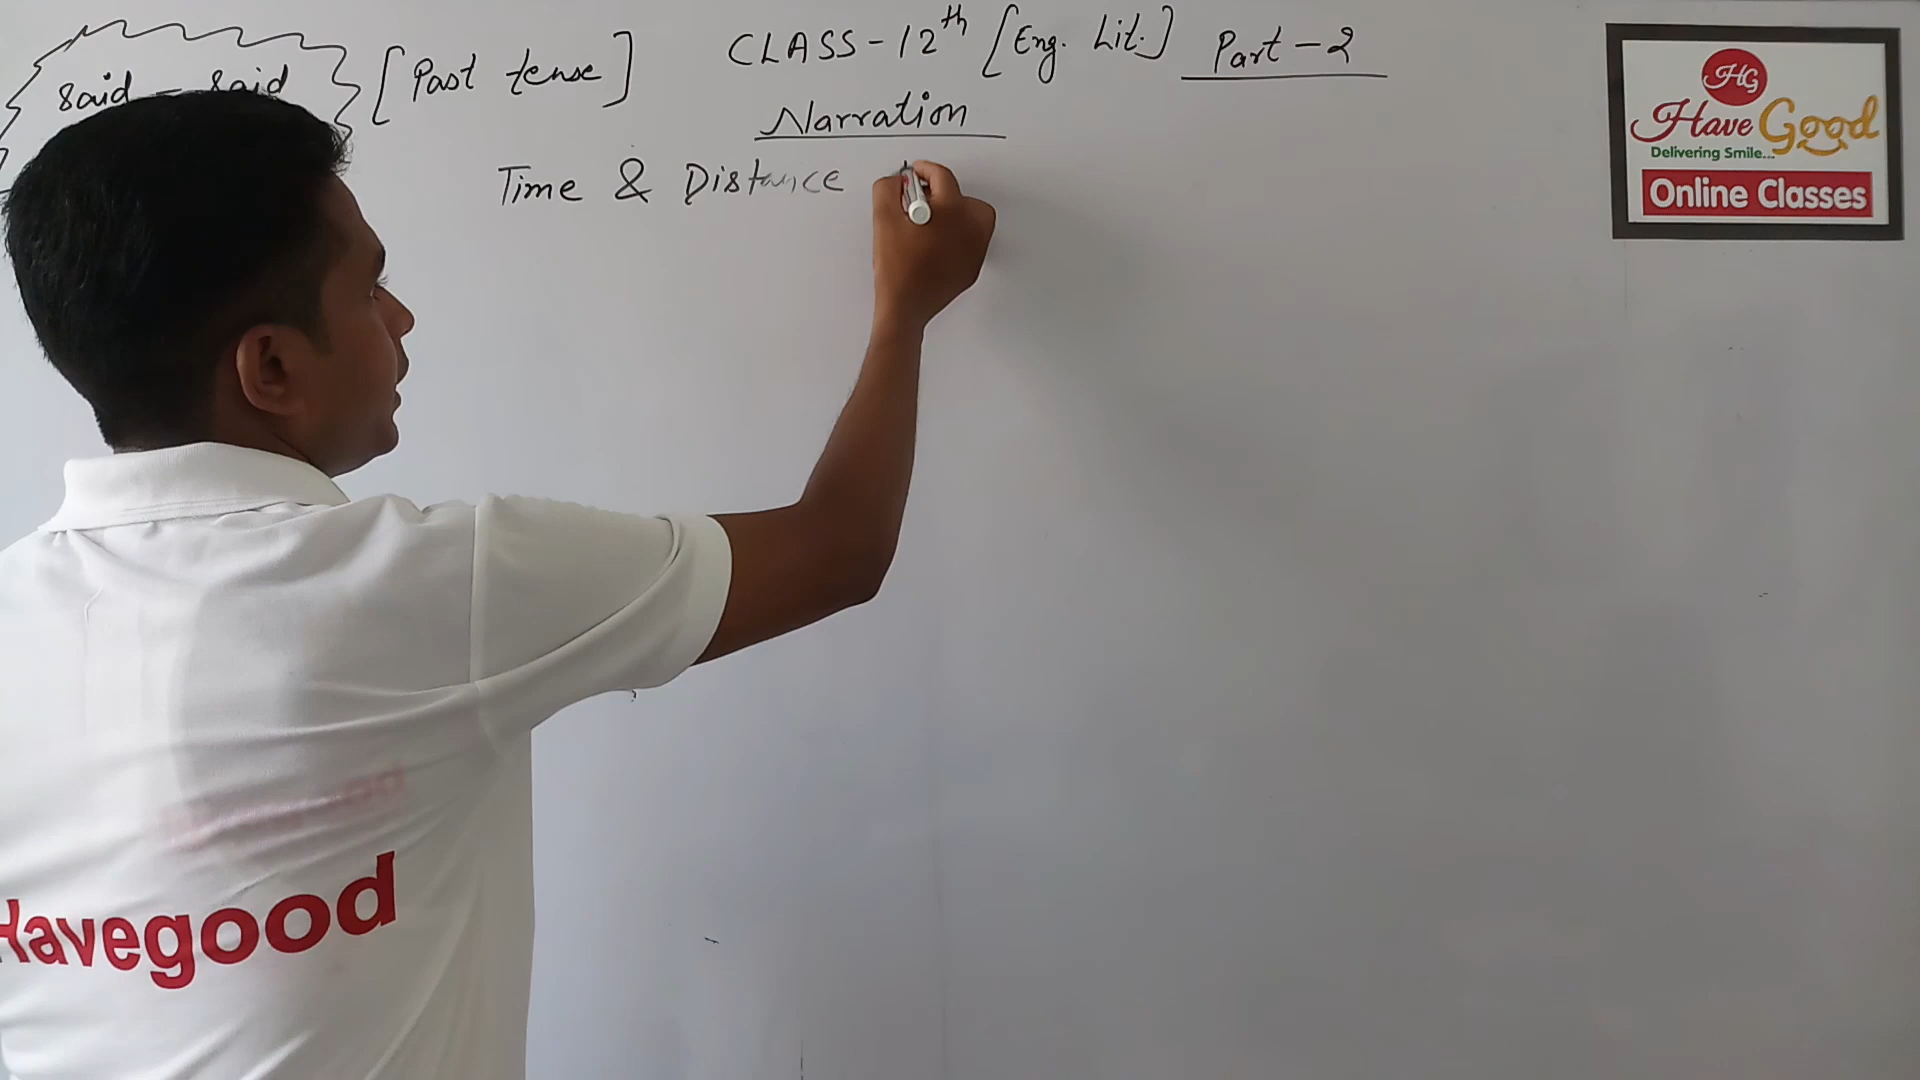 CLASS-12th [Eng. Lit.] Part-2
said - said [Past tense]
Narration
Time & Distance
HG
Have Good
Delivering Smile...
Online Classes
Havegood